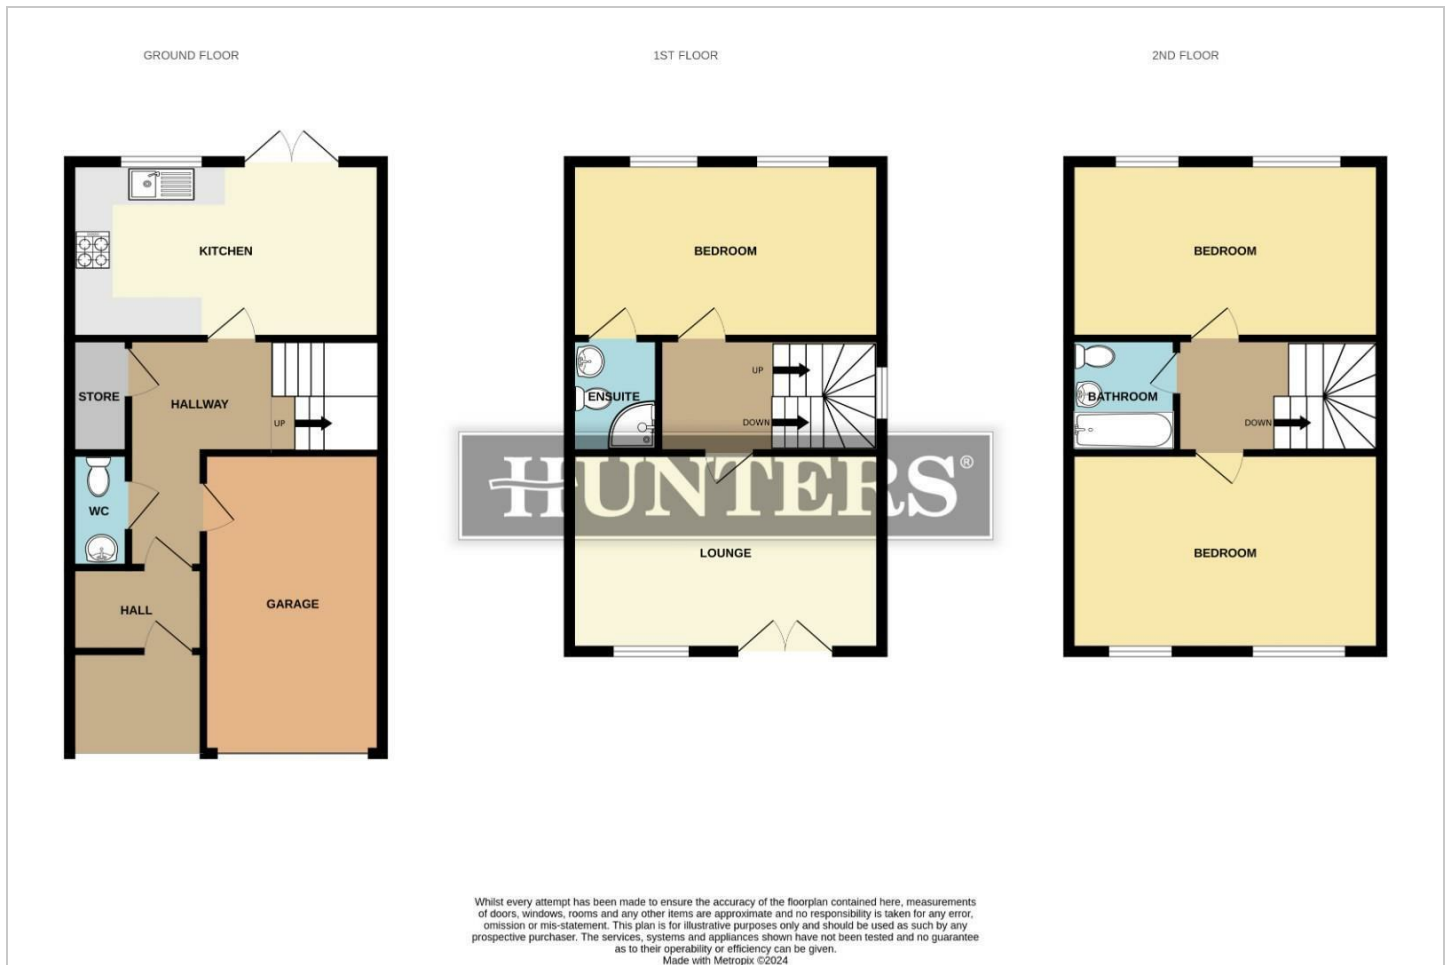 GROUND FLOOR
1ST FLOOR
2ND FLOOR
KITCHEN
STORE
HALLWAY
UP
WC
HALL
GARAGE
BEDROOM
ENSUITE
UP
DOWN
HUNTERS®
LOUNGE
BEDROOM
BATHROOM
DOWN
BEDROOM
Whilst every attempt has been made to ensure the accuracy of the floorplan contained here, measurements
of doors, windows, rooms and any other items are approximate and no responsibility is taken for any error,
omission or mis-statement. This plan is for illustrative purposes only and should be used as such by any
prospective purchaser. The services, systems and appliances shown have not been tested and no guarantee
as to their operability or efficiency can be given.
Made with Metropix ©2024